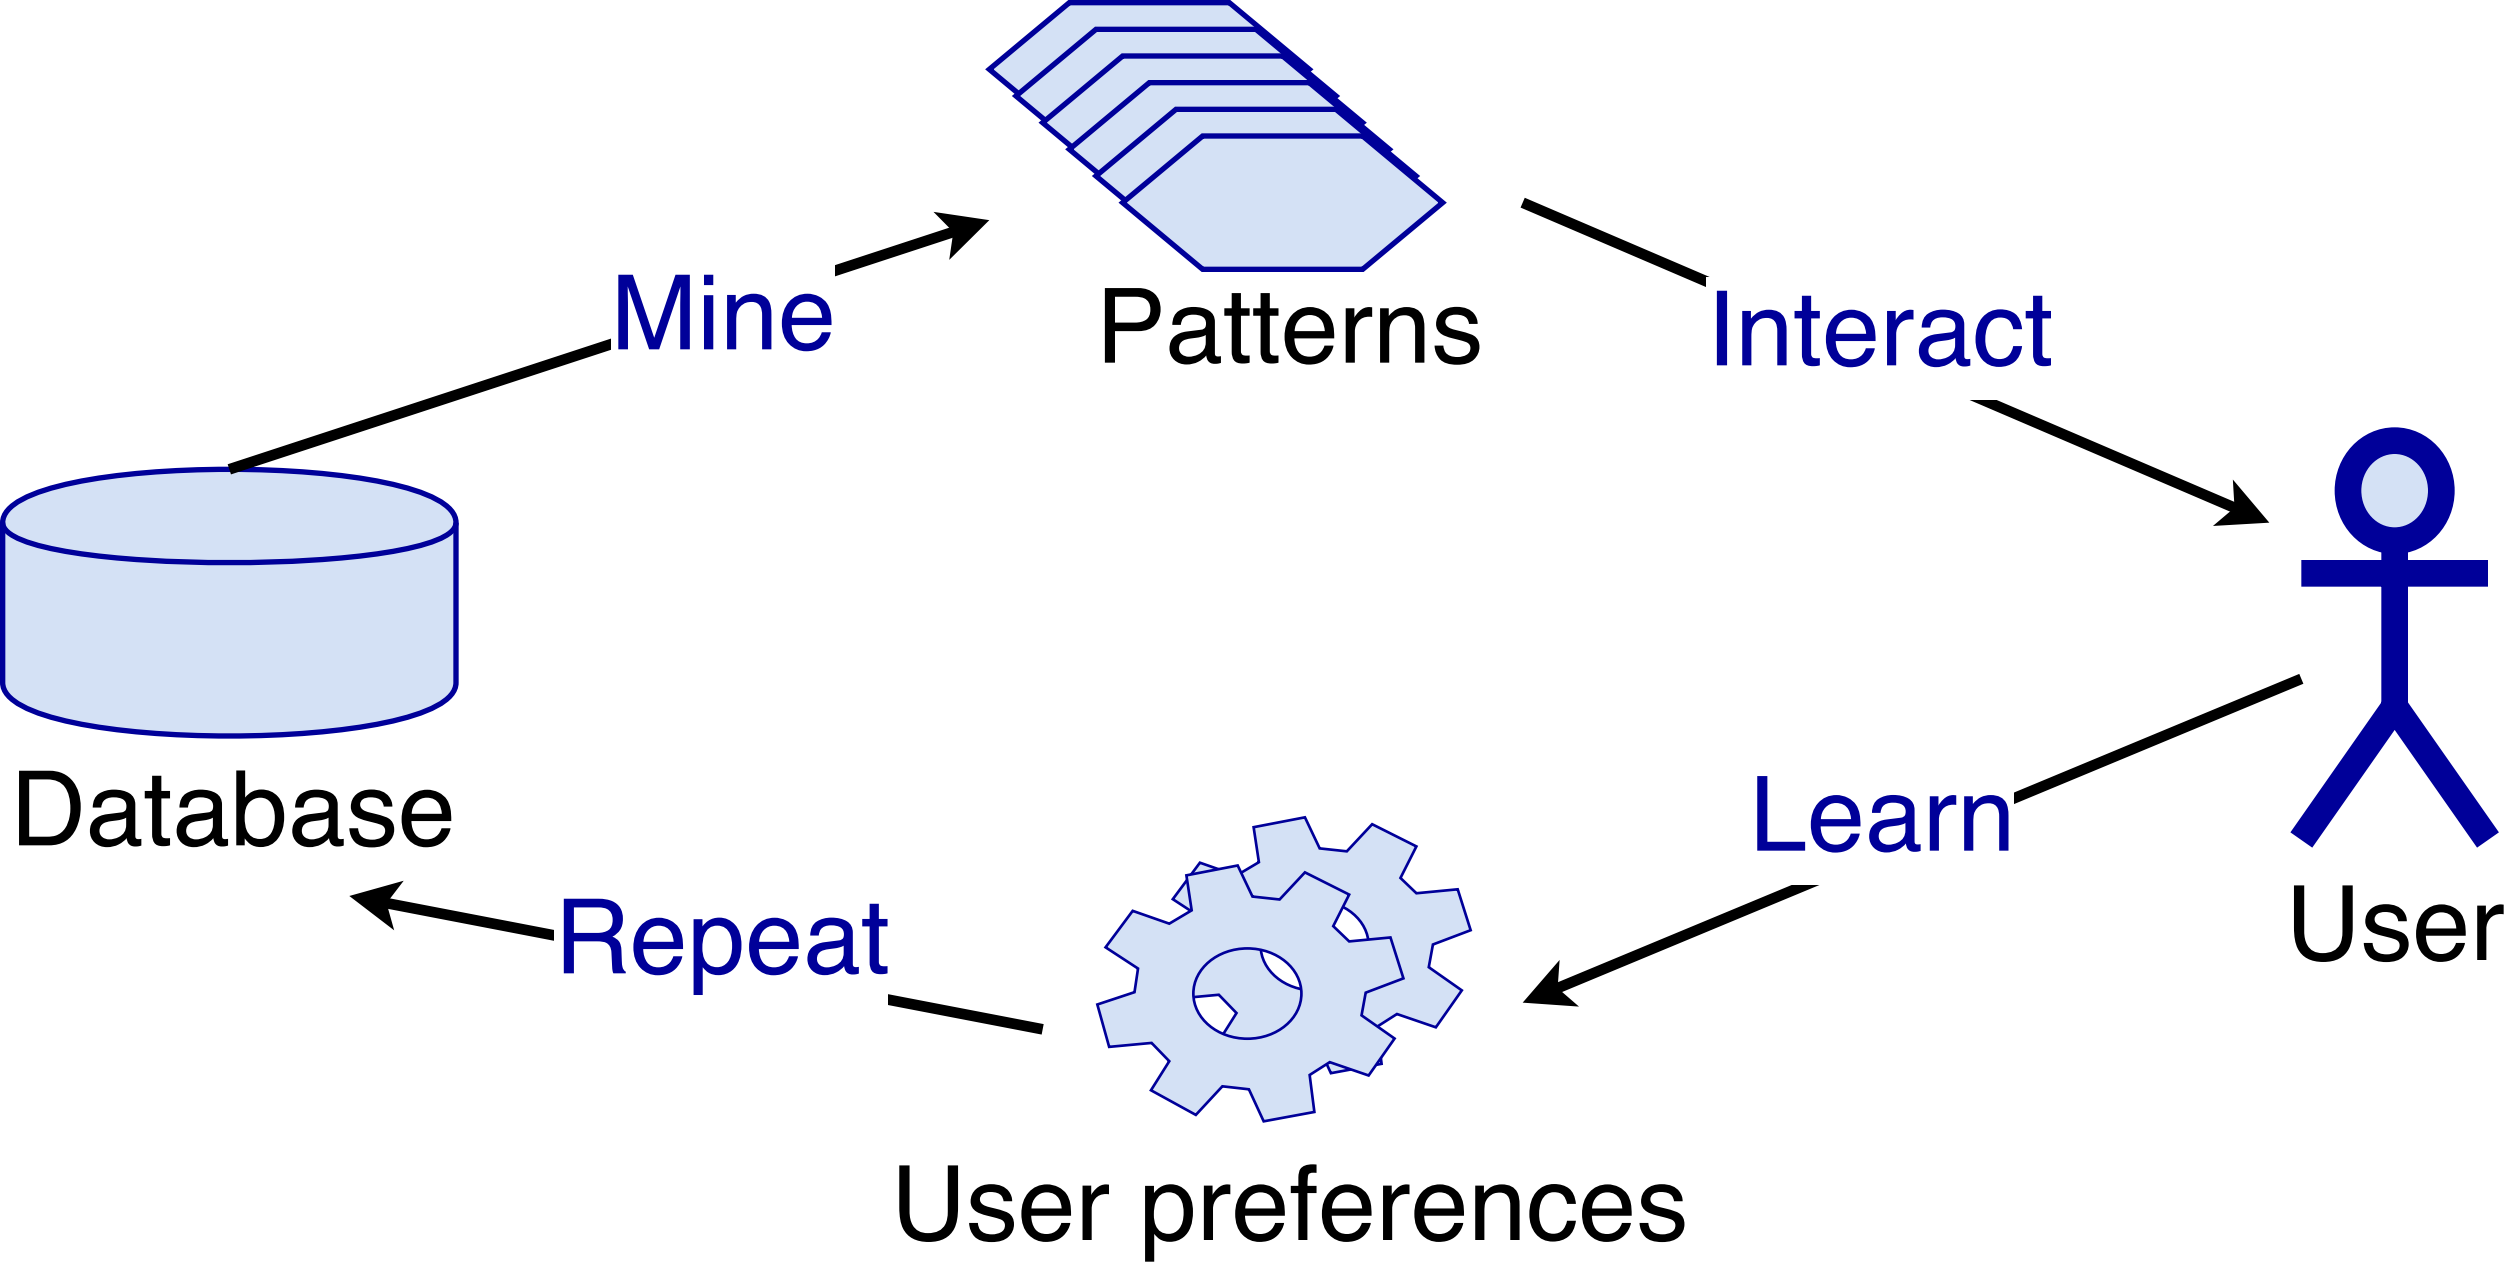 Mine
Patterns
Interact
Database
Learn
Repeat
User
User preferences